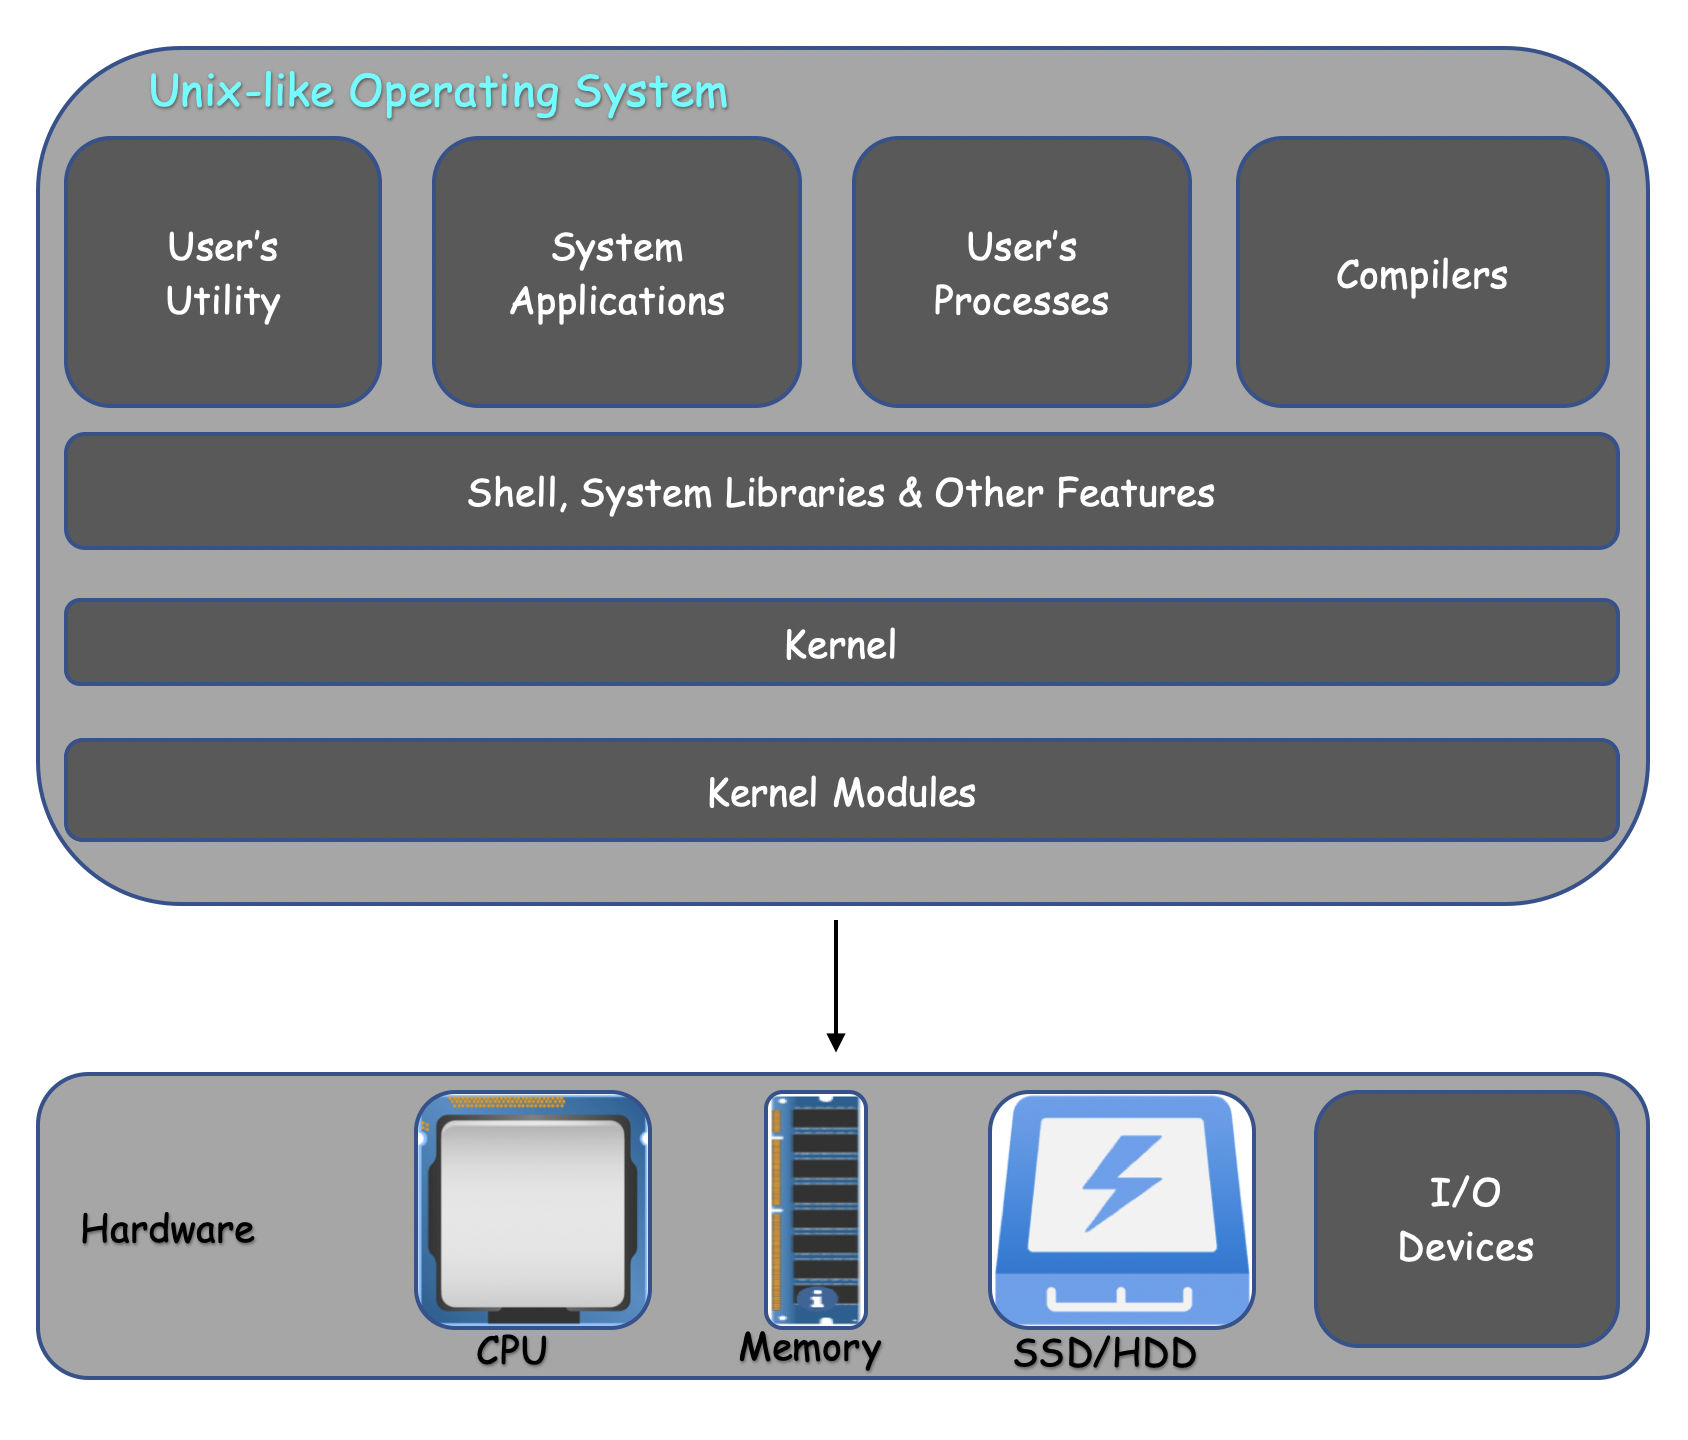 Unix-like Operating System
User's
Utility
System
Applications
User's
Processes
Compilers
Shell, System Libraries & Other Features
Kernel
Kernel Modules
Hardware
CPU
i
Memory
SSD/HDD
I/O
Devices